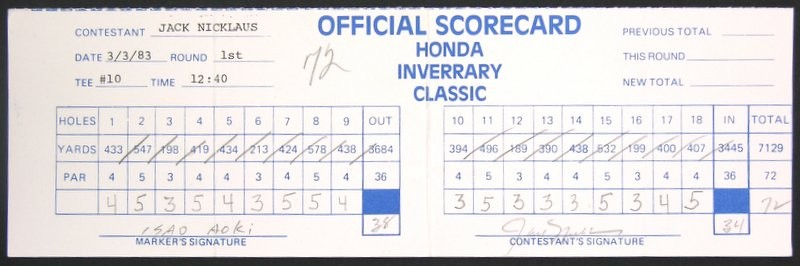 CONTESTANT JACK NICKLAUS
DATE 3/3/83 ROUND 1st
TEE #10 TIME 12:40
72
OFFICIAL SCORECARD
HONDA
INVERRARY
CLASSIC
PREVIOUS TOTAL
THIS ROUND
NEW TOTAL
HOLES 1 2 3 4 5 6 7 8 9 OUT 10 11 12 13 14 15 16 17 18 IN TOTAL
YARDS 433 547 198 419 434 213 424 578 438 3684 394 496 189 390 438 532 199 400 407 3445 7129
PAR 4 5 3 4 4 3 4 5 4 36 4 5 3 4 4 5 3 4 4 36 72
4 5 3 5 4 3 5 5 4 3 5 3 3 3 5 3 4 5 72
38 34
ISAO AOKI
MARKER'S SIGNATURE CONTESTANT'S SIGNATURE